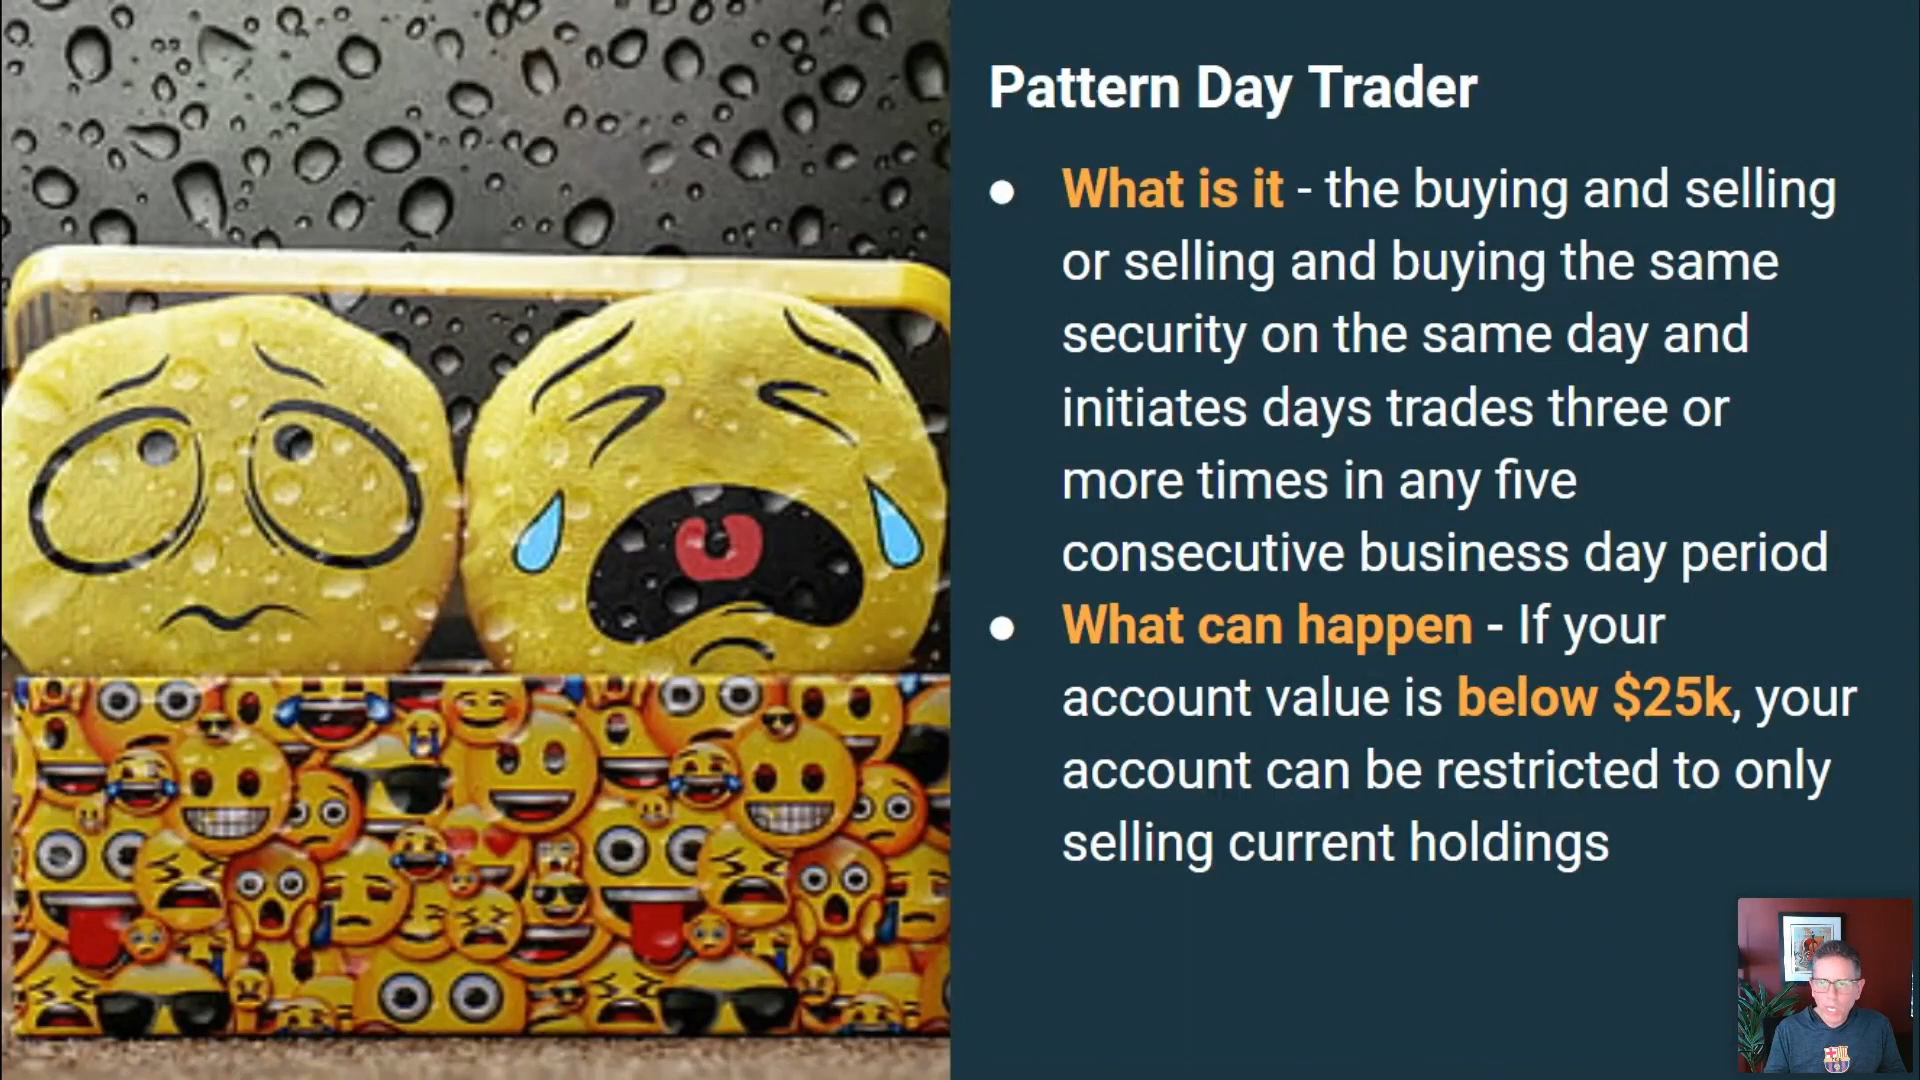 Pattern Day Trader
● What is it - the buying and selling
or selling and buying the same
security on the same day and
initiates days trades three or
more times in any five
consecutive business day period
● What can happen - If your
account value is below $25k, your
account can be restricted to only
selling current holdings